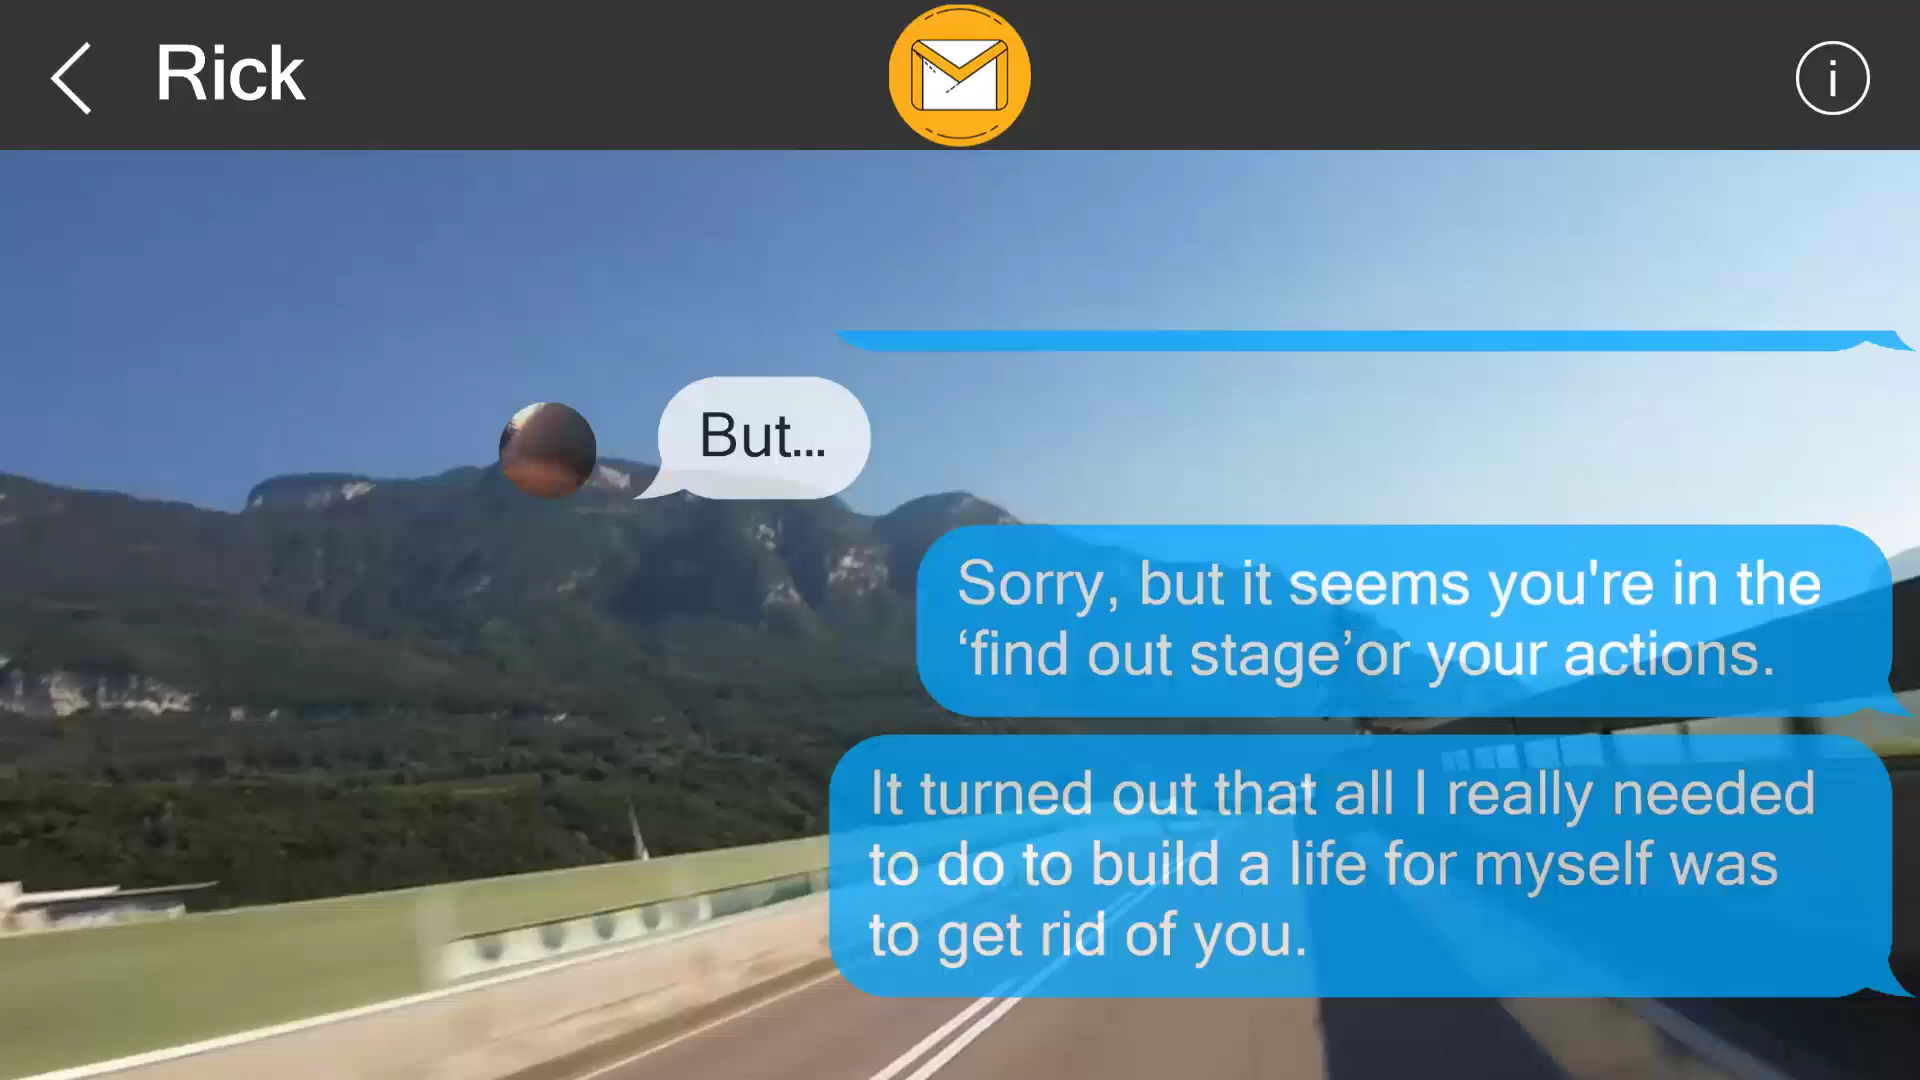 Rick
i
But...
Sorry, but it seems you're in the
‘find out stage’or your actions.
It turned out that all I really needed
to do to build a life for myself was
to get rid of you.